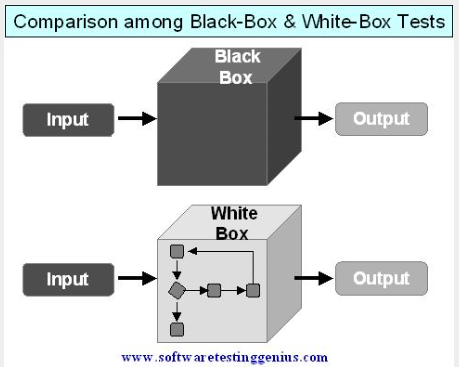 Comparison among Black-Box & White-Box Tests
Black
Box
Input
Output
White
Box
Input
Output
www.softwaretestinggenius.com